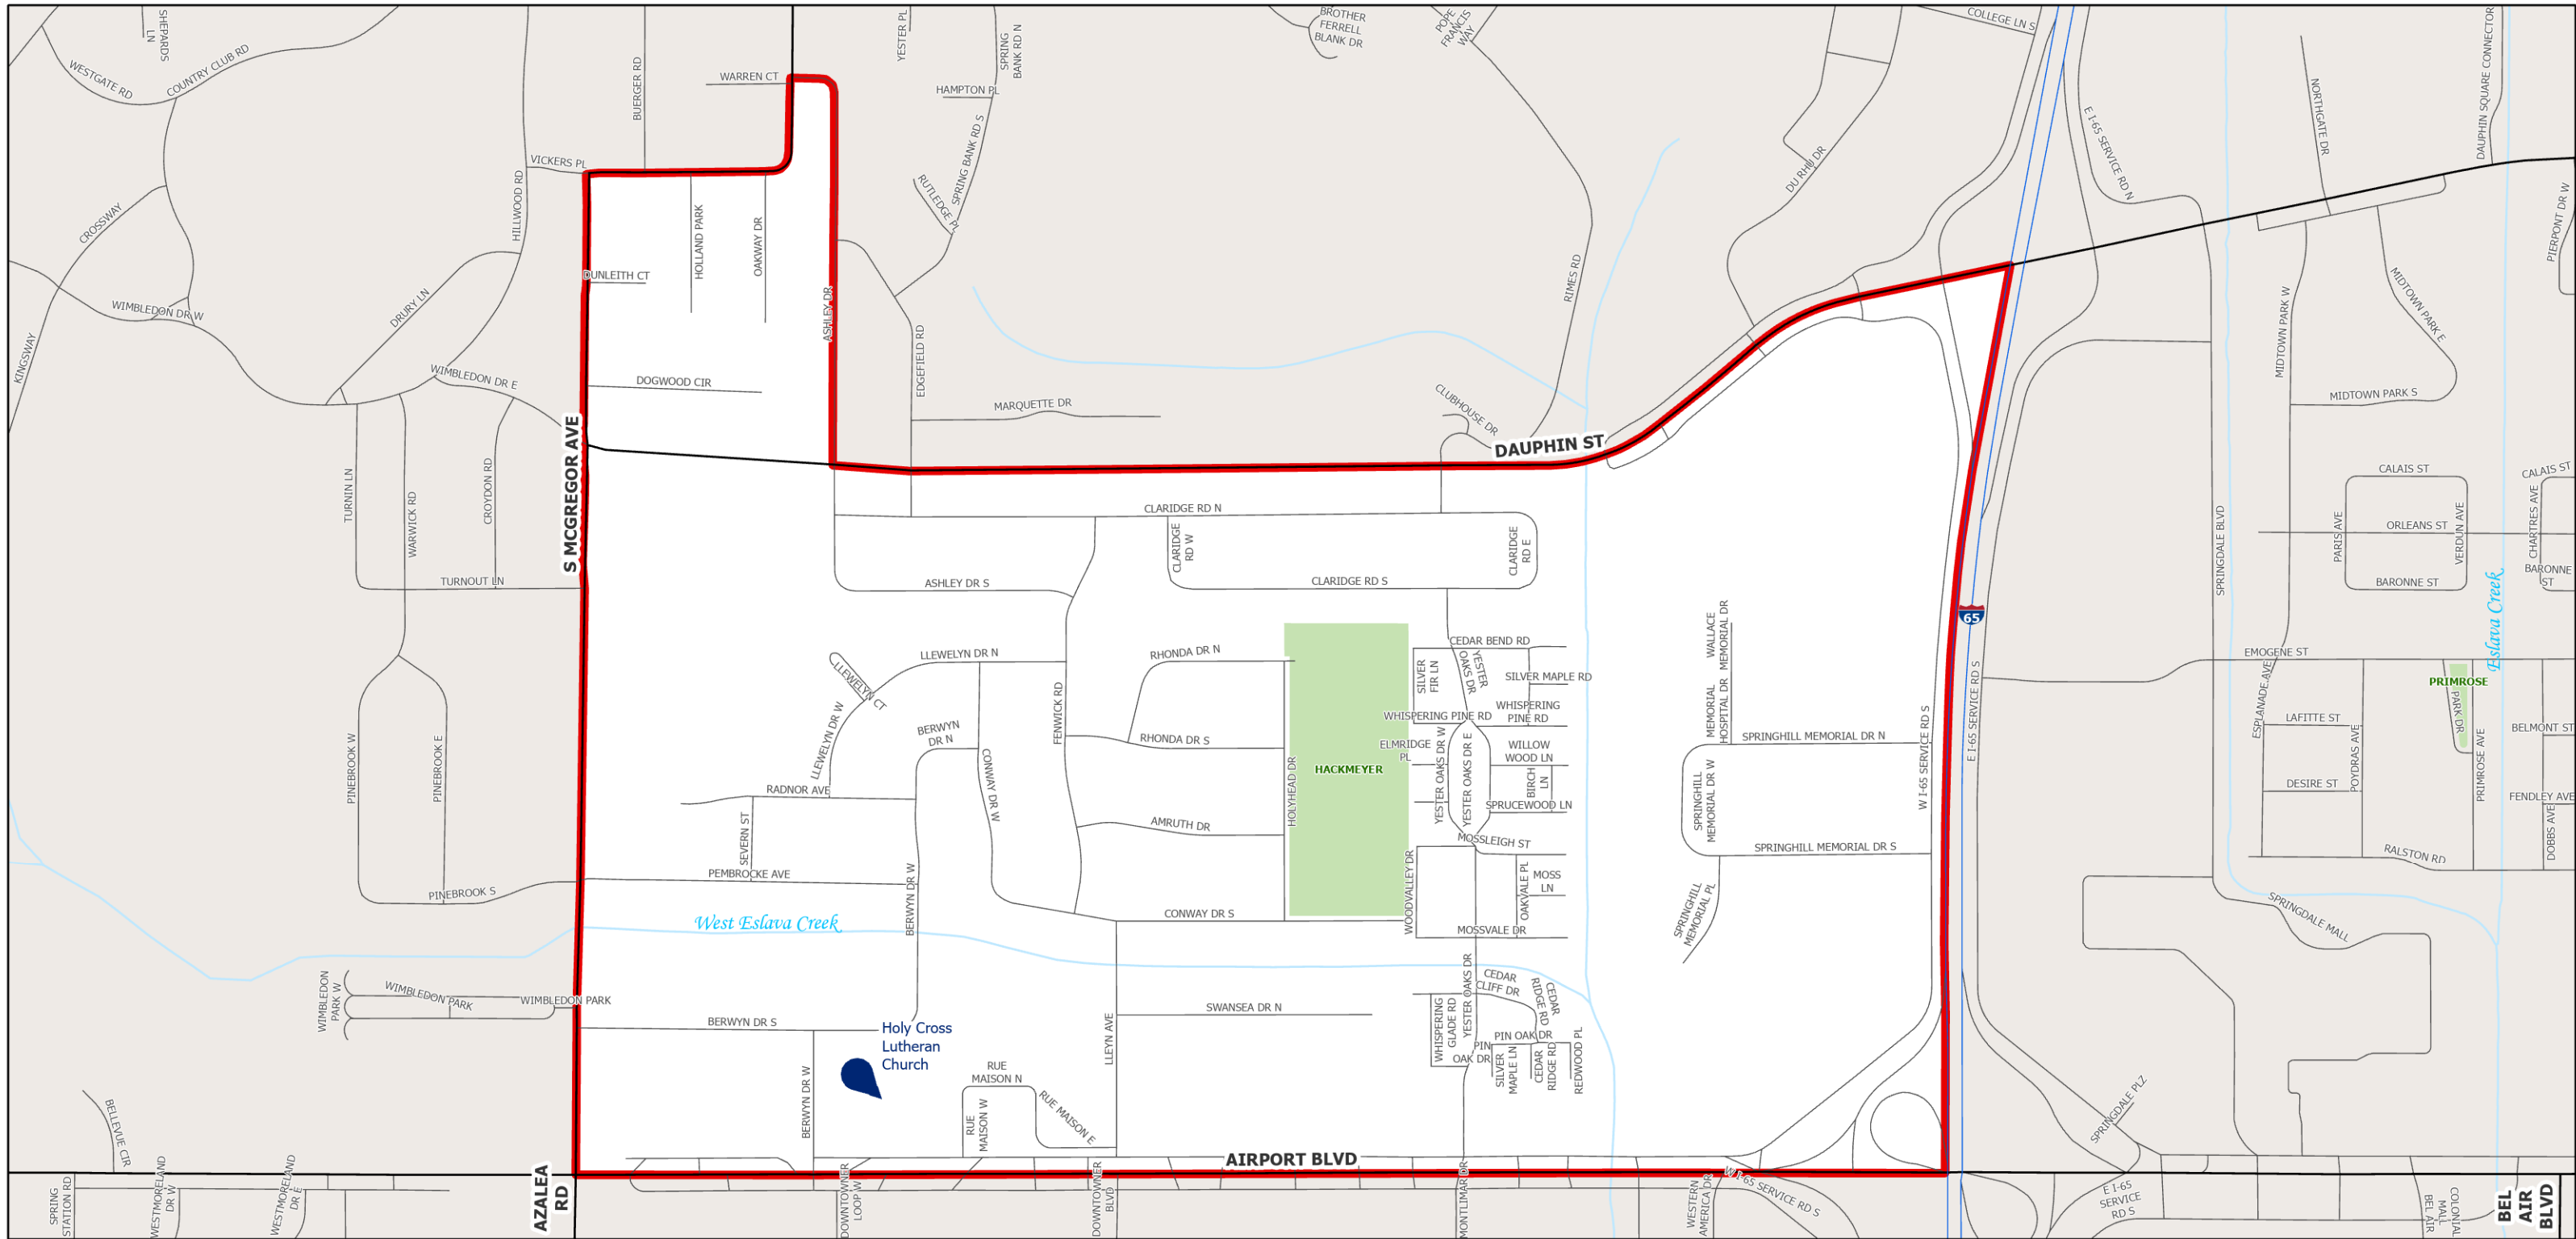 SHEPARDS
LN
WESTGATE RD
COUNTRY CLUB RD
BUERGER RD
WARREN CT
YESTER PL
SPRING
BANK RD N
HAMPTON PL
BROTHER
FERRELL
BLANK DR
POPE
FRANCIS
WAY
COLLEGE LN S
E I-65 SERVICE RD N
NORTHGATE DR
DAUPHIN SQUARE CONNECTOR
VICKERS PL
HILLWOOD RD
CROSSWAY
WIMBLEDON DR W
KINGSWAY
DRURY LN
WIMBLEDON DR E
DUNLEITH CT
HOLLAND PARK
OAKWAY DR
ASHLEY DR
DOGWOOD CIR
RUTLEDGE PL
SPRING BANK RD S
EDGEFIELD RD
MARQUETTE DR
CLUBHOUSE DR
RIMES RD
DU RHU DR
PIERPONT DR W
MIDTOWN PARK W
MIDTOWN PARK E
MIDTOWN PARK S
DAUPHIN ST
S MCGREGOR AVE
TURNIN LN
WARWICK RD
CROYDON RD
TURNOUT LN
CLARIDGE RD N
CLARIDGE
RD W
CLARIDGE
RD E
CLARIDGE RD S
ASHLEY DR S
65
SPRINGDALE BLVD
CALAIS ST
CALAIS ST
PARIS AVE
ORLEANS ST
VERDUN AVE
CHARTRES AVE
BARONNE ST
BARONNE
ST
Eslava Creek
EMOGENE ST
LLEWELYN DR N
LLEWELYN CT
LLEWELYN DR W
BERWYN
DR N
CONWAY DR W
FENWICK RD
RHONDA DR N
RHONDA DR S
HOLYHEAD DR
HACKMEYER
AMRUTH DR
CEDAR BEND RD
SILVER
FIR LN
YESTER
OAKS DR
SILVER MAPLE RD
WHISPERING PINE RD
WHISPERING
PINE RD
ELMRIDGE
PL
YESTER OAKS DR W
YESTER OAKS DR E
WILLOW
WOOD LN
BIRCH
LN
SPRUCEWOOD LN
MOSSLEIGH ST
WOODVALLEY DR
OAKVALE PL
MOSS
LN
MOSSVALE DR
WALLACE
MEMORIAL DR
MEMORIAL
HOSPITAL DR
SPRINGHILL MEMORIAL DR N
SPRINGHILL
MEMORIAL DR W
SPRINGHILL MEMORIAL DR S
SPRINGHILL
MEMORIAL PL
W I-65 SERVICE RD S
E I-65 SERVICE RD S
PRIMROSE
PARK DR
PRIMROSE AVE
ESPLANADE AVE
LAFITTE ST
POYDRAS AVE
DESIRE ST
BELMONT ST
FENDLEY AVE
DOBBS AVE
RALSTON RD
SPRINGDALE MALL
PINEBROOK W
PINEBROOK E
PINEBROOK S
RADNOR AVE
SEVERN ST
PEMBROCKE AVE
BERWYN DR W
West Eslava Creek
CONWAY DR S
WIMBLEDON
PARK W
WIMBLEDON PARK
WIMBLEDON PARK
BERWYN DR S
Holy Cross
Lutheran
Church
BERWYN DR W
RUE
MAISON N
RUE
MAISON W
RUE MAISON E
LLEYN AVE
SWANSEA DR N
YESTER OAKS DR
CEDAR
CLIFF DR
CEDAR
RIDGE RD
WHISPERING
GLADE RD
PIN OAK DR
PIN
OAK DR
SILVER
MAPLE LN
CEDAR
RIDGE RD
REDWOOD PL
BELLEVUE CIR
AIRPORT BLVD
AZALEA
RD
SPRING
STATION RD
WESTMORELAND
DR W
WESTMORELAND
DR E
DOWNTOWNER
LOOP W
DOWNTOWNER
BLVD
MONTLIMAR DR
WESTERN
AMERICA DR
W I-65 SERVICE RD S
E I-65
SERVICE
RD S
SPRINGDALE PLZ
COLONIAL
MALL
BEL AIR
BEL
AIR
BLVD